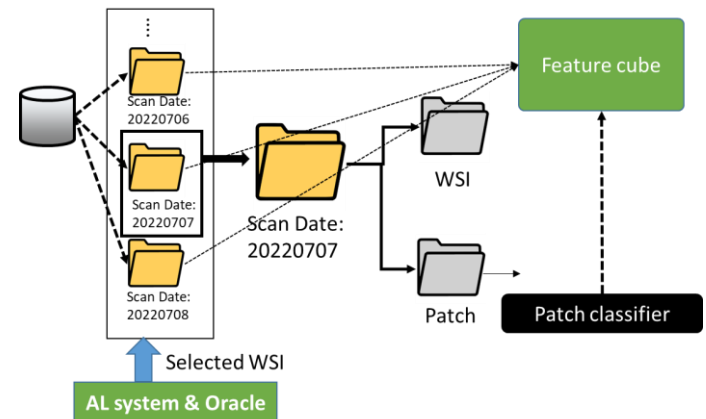 Scan Date:
20220706
Scan Date:
20220707
Scan Date:
20220708
Scan Date:
20220707
WSI
Patch
Feature cube
Patch classifier
Selected WSI
AL system & Oracle